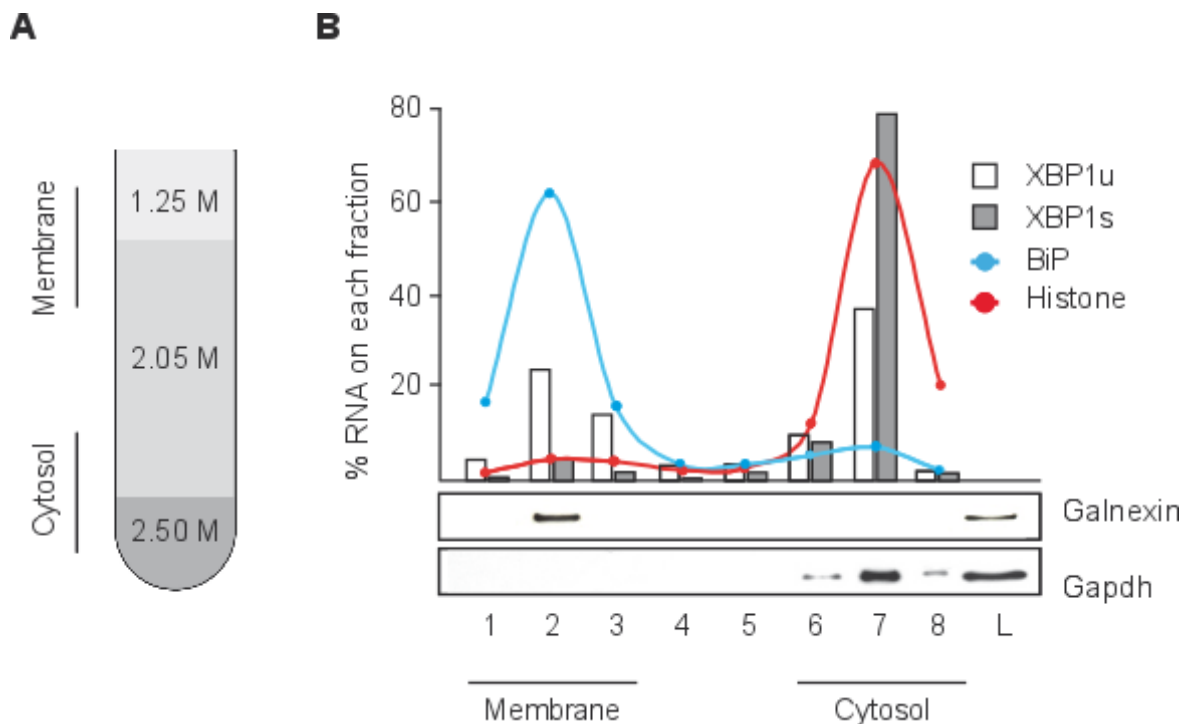 A
Membrane
1.25 M
2.05 M
Cytosol
2.50 M
B
% RNA on each fraction
80
60
40
20
XBP1u
XBP1s
BiP
Histone
Galnexin
Gapdh
1 2 3 4 5 6 7 8 L
Membrane Cytosol